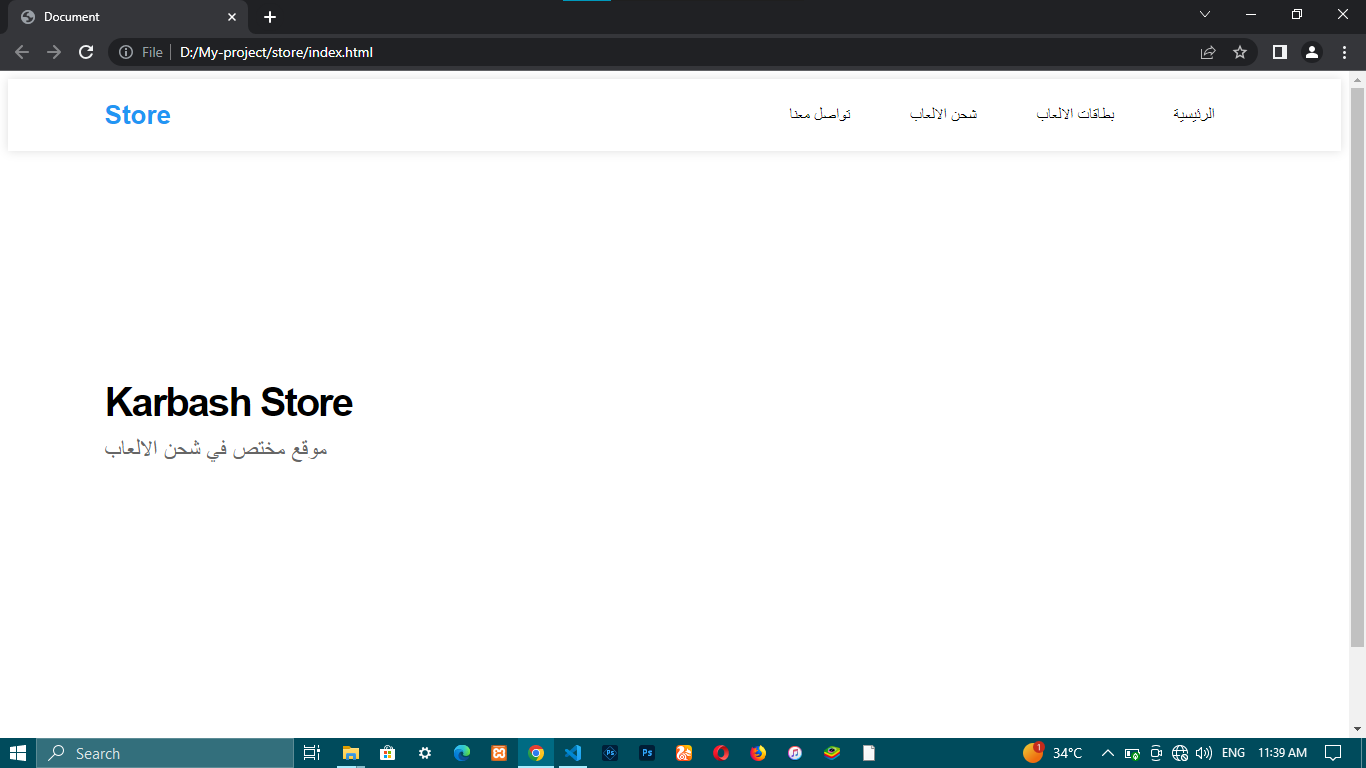 Document
File D:/My-project/store/index.html
Store
الرئيسية بطاقات الالعاب شحن الالعاب تواصل معنا
Karbash Store
موقع مختص في شحن الالعاب
Search
1 34°C ENG 11:39 AM